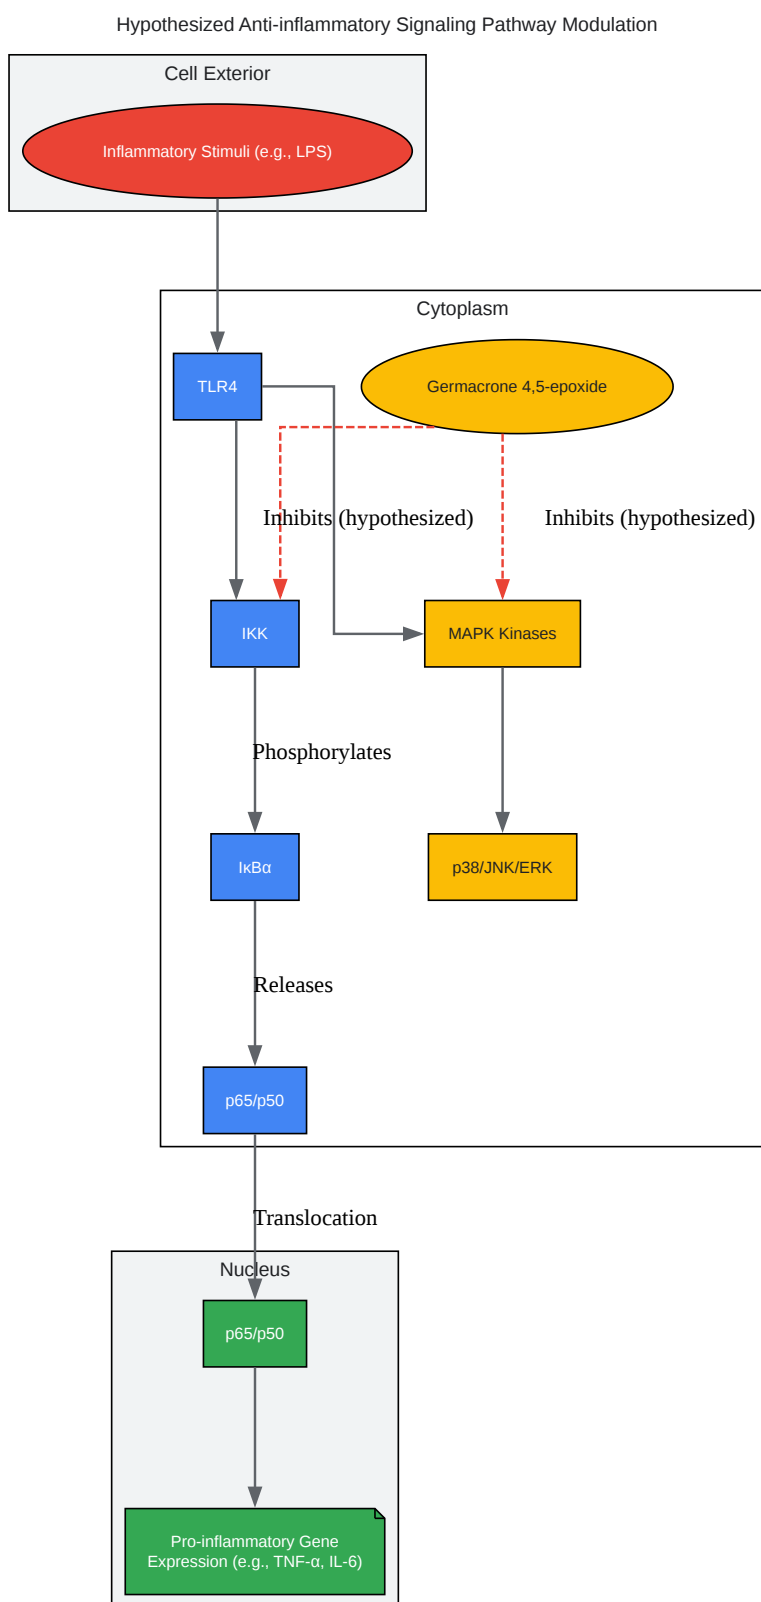 Hypothesized Anti-inflammatory Signaling Pathway Modulation
Cell Exterior
Inflammatory Stimuli (e.g., LPS)
Cytoplasm
TLR4
Germacrone 4,5-epoxide
Inhibits (hypothesized)
Inhibits (hypothesized)
IKK
MAPK Kinases
Phosphorylates
IκBα
p38/JNK/ERK
Releases
p65/p50
Translocation
Nucleus
p65/p50
Pro-inflammatory Gene
Expression (e.g., TNF-α, IL-6)